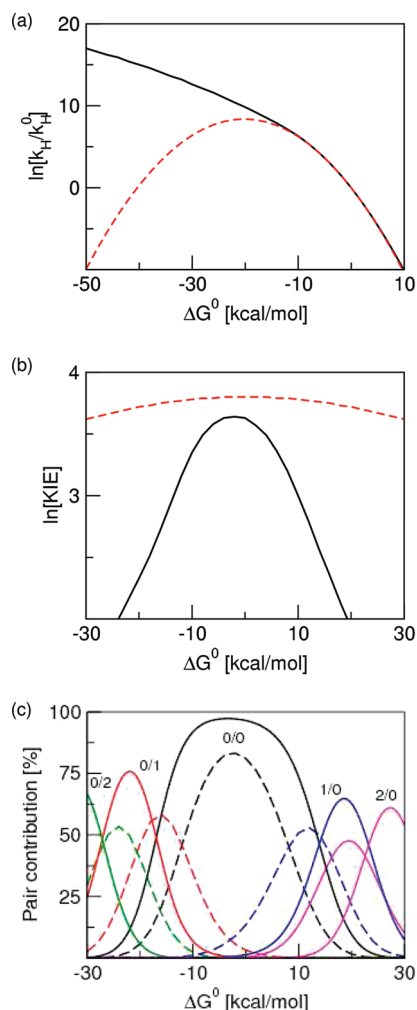 (a)
20
10
0
ln[k_H/k_H^0]
-50
-30
-10
10
ΔG^0 [kcal/mol]
(b)
4
3
ln[KIE]
-30
-10
10
30
ΔG^0 [kcal/mol]
(c)
100
75
50
25
Pair contribution [%]
0/2
0/1
0/0
1/0
2/0
-30
-10
10
30
ΔG^0 [kcal/mol]